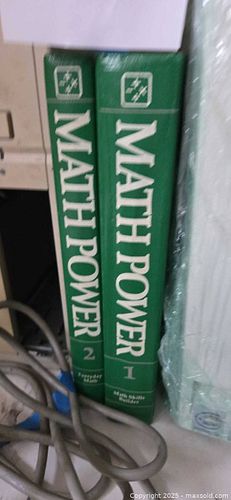 MATH POWER
2
Everyday
Math
MATH POWER
1
Math Skills
Builder
Copyright 2025 - maxsold.com